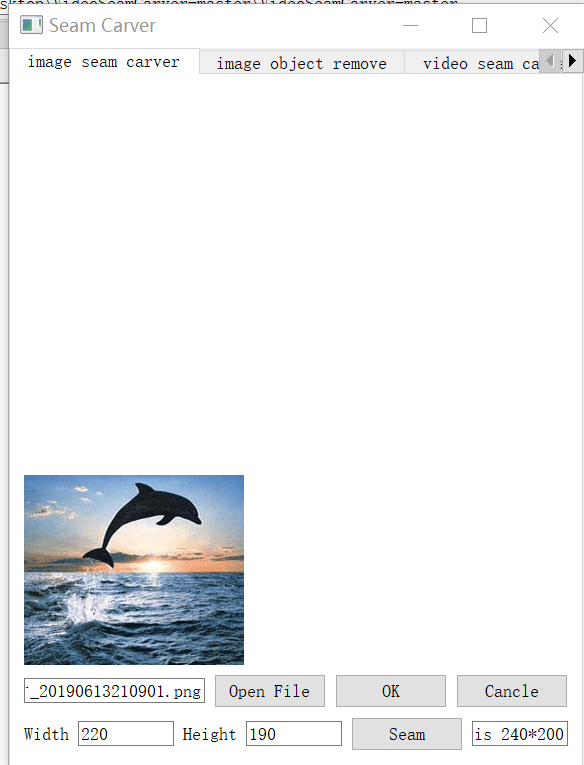 Seam Carver
image seam carver image object remove video seam ca
_20190613210901.png Open File OK Cancle
Width 220 Height 190 Seam is 240*200